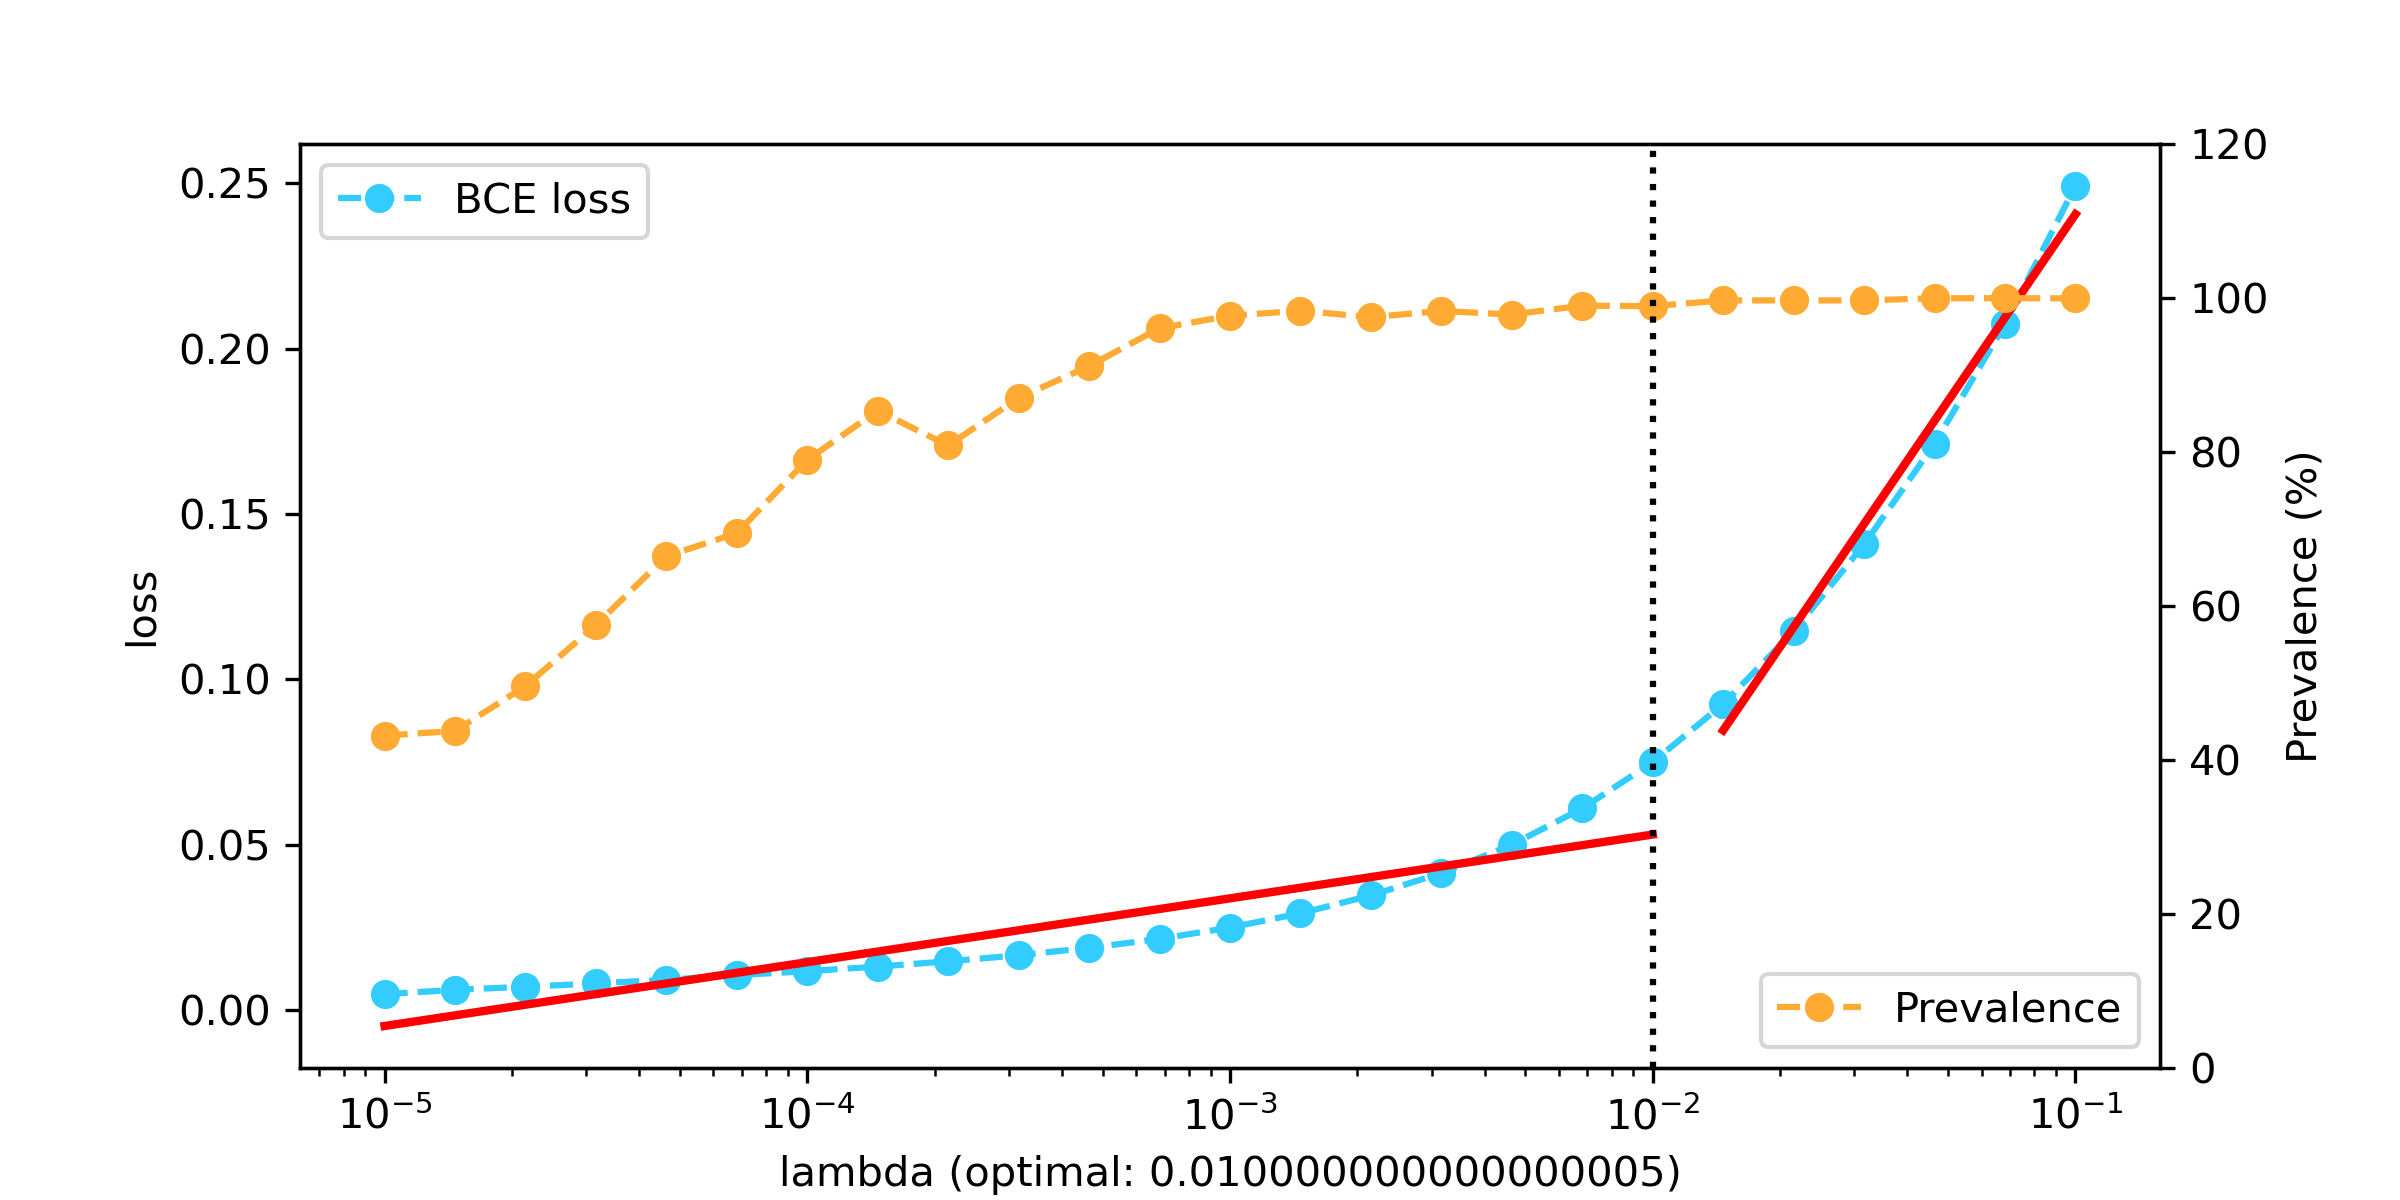 BCE loss
Prevalence
0.25
0.20
0.15
0.10
0.05
0.00
loss
120
100
80
60
40
20
0
Prevalence (%)
10⁻⁵ 10⁻⁴ 10⁻³ 10⁻² 10⁻¹
lambda (optimal: 0.010000000000000005)